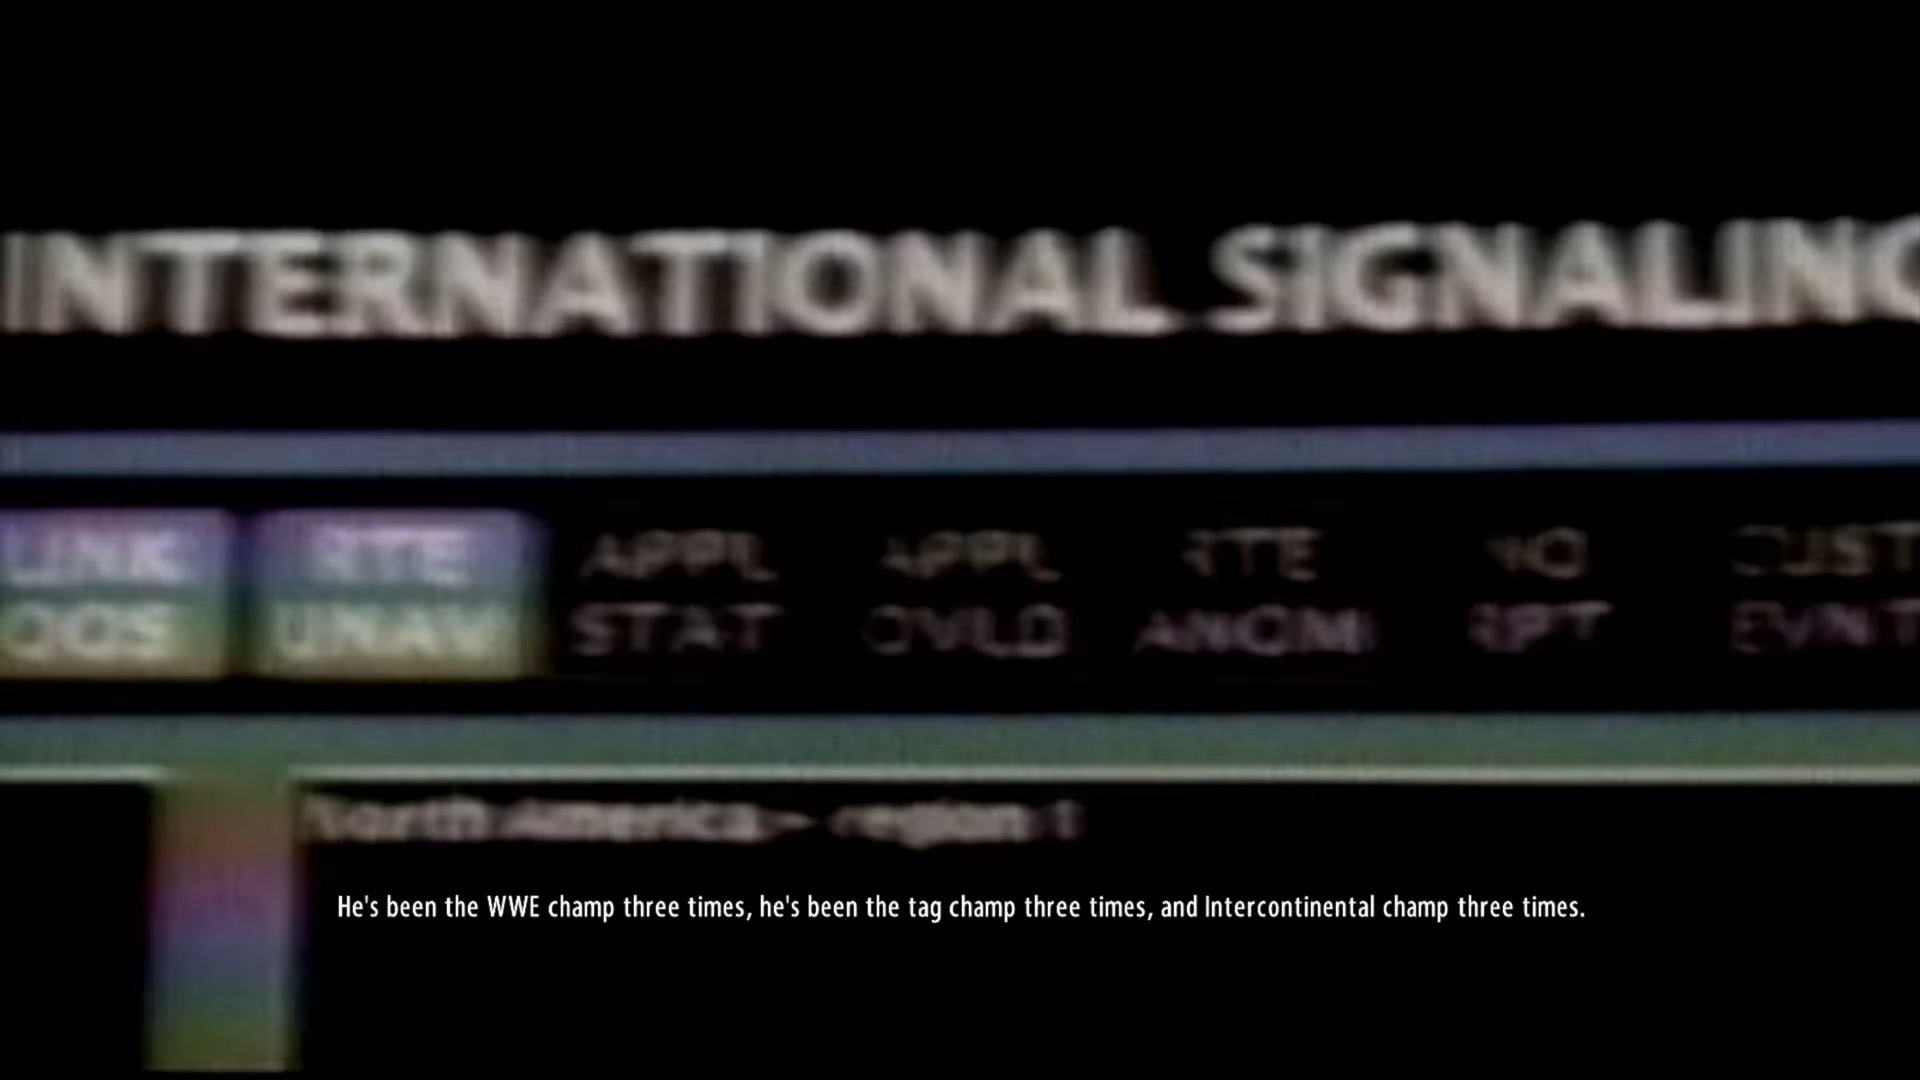 INTERNATIONAL SIGNALING
LINK RTE APPL APPL RTE NO CUST
QOS UNAV STAT OVLD ANOM RPT EVNT
North America - region 1
He's been the WWE champ three times, he's been the tag champ three times, and Intercontinental champ three times.